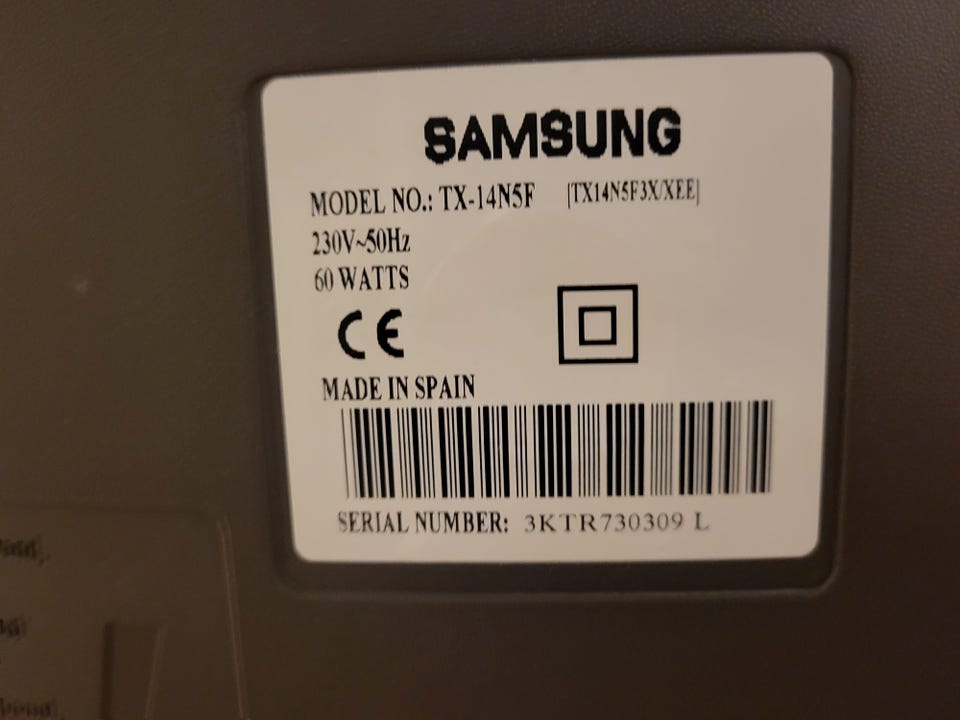 SAMSUNG
MODEL NO.: TX-14N5F [TX14N5F3X/XEE]
230V~50Hz
60 WATTS
CE
MADE IN SPAIN
SERIAL NUMBER: 3KTR730309 L